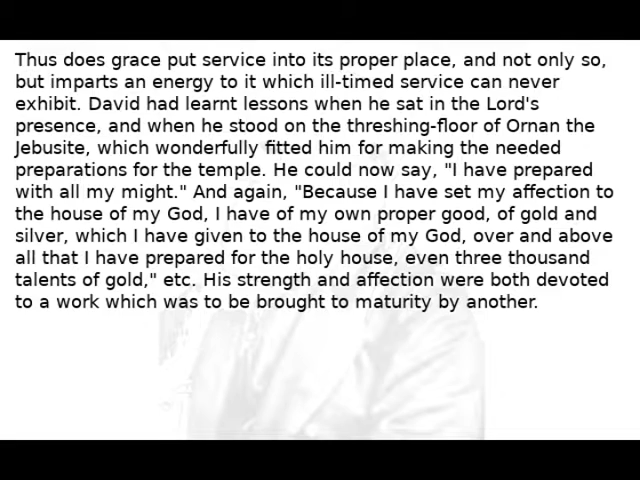 Thus does grace put service into its proper place, and not only so,
but imparts an energy to it which ill-timed service can never
exhibit. David had learnt lessons when he sat in the Lord's
presence, and when he stood on the threshing-floor of Ornan the
Jebusite, which wonderfully fitted him for making the needed
preparations for the temple. He could now say, "I have prepared
with all my might." And again, "Because I have set my affection to
the house of my God, I have of my own proper good, of gold and
silver, which I have given to the house of my God, over and above
all that I have prepared for the holy house, even three thousand
talents of gold," etc. His strength and affection were both devoted
to a work which was to be brought to maturity by another.